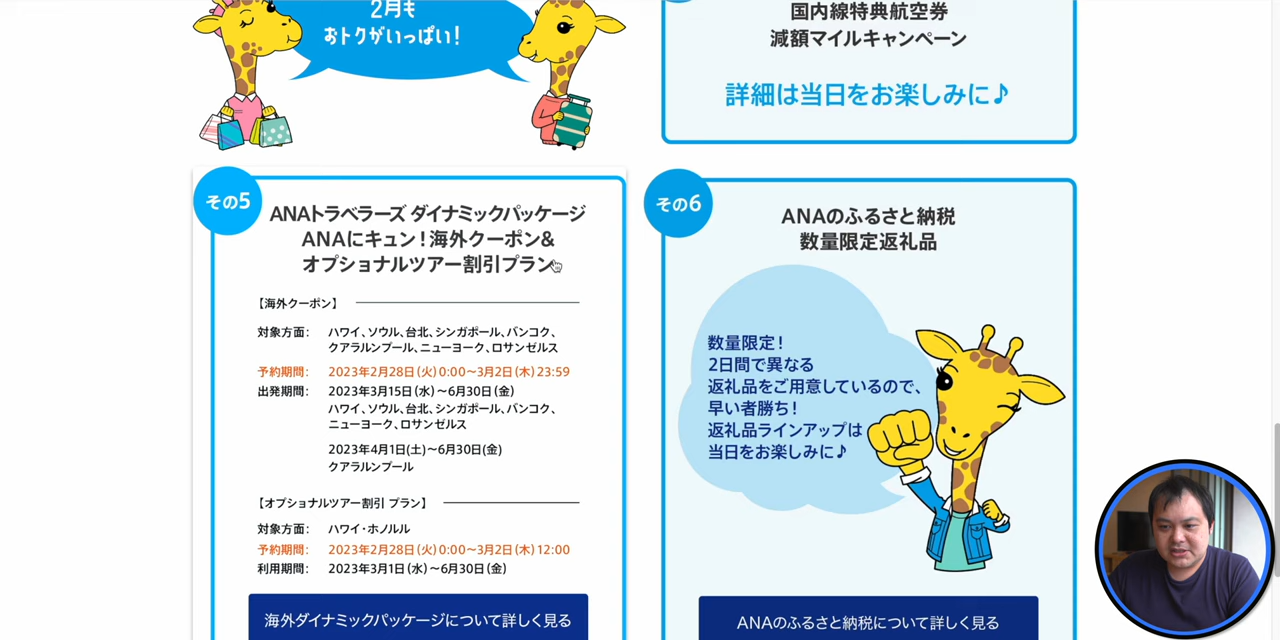 2月も
おトクがいっぱい!
国内線特典航空券
減額マイルキャンペーン
詳細は当日をお楽しみに♪
その5
ANAトラベラーズ ダイナミックパッケージ
ANAにキュン!海外クーポン&
オプショナルツアー割引プラン
【海外クーポン】
対象方面: ハワイ、ソウル、台北、シンガポール、バンコク、
クアラルンプール、ニューヨーク、ロサンゼルス
予約期間: 2023年2月28日(火)0:00〜3月2日(木)23:59
出発期間: 2023年3月15日(水)〜6月30日(金)
ハワイ、ソウル、台北、シンガポール、バンコク、
ニューヨーク、ロサンゼルス
2023年4月1日(土)〜6月30日(金)
クアラルンプール
【オプショナルツアー割引 プラン】
対象方面: ハワイ・ホノルル
予約期間: 2023年2月28日(火)0:00〜3月2日(木)12:00
利用期間: 2023年3月1日(水)〜6月30日(金)
海外ダイナミックパッケージについて詳しく見る
その6
ANAのふるさと納税
数量限定返礼品
数量限定!
2日間で異なる
返礼品をご用意しているので、
早い者勝ち!
返礼品ラインアップは
当日をお楽しみに♪
ANAのふるさと納税について詳しく見る